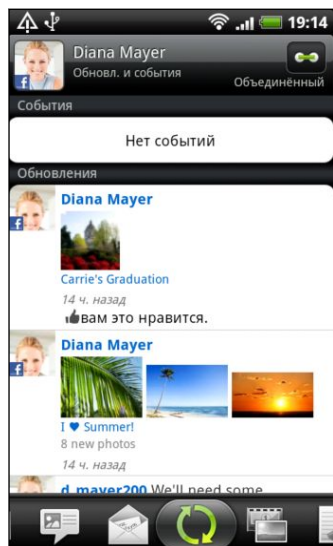 19:14
Diana Mayer
Обновл. и события
Объединённый
События
Нет событий
Обновления
Diana Mayer
Carrie's Graduation
14 ч. назад
вам это нравится.
Diana Mayer
I ♥ Summer!
8 new photos
14 ч. назад
d_mayer200 We'll need some